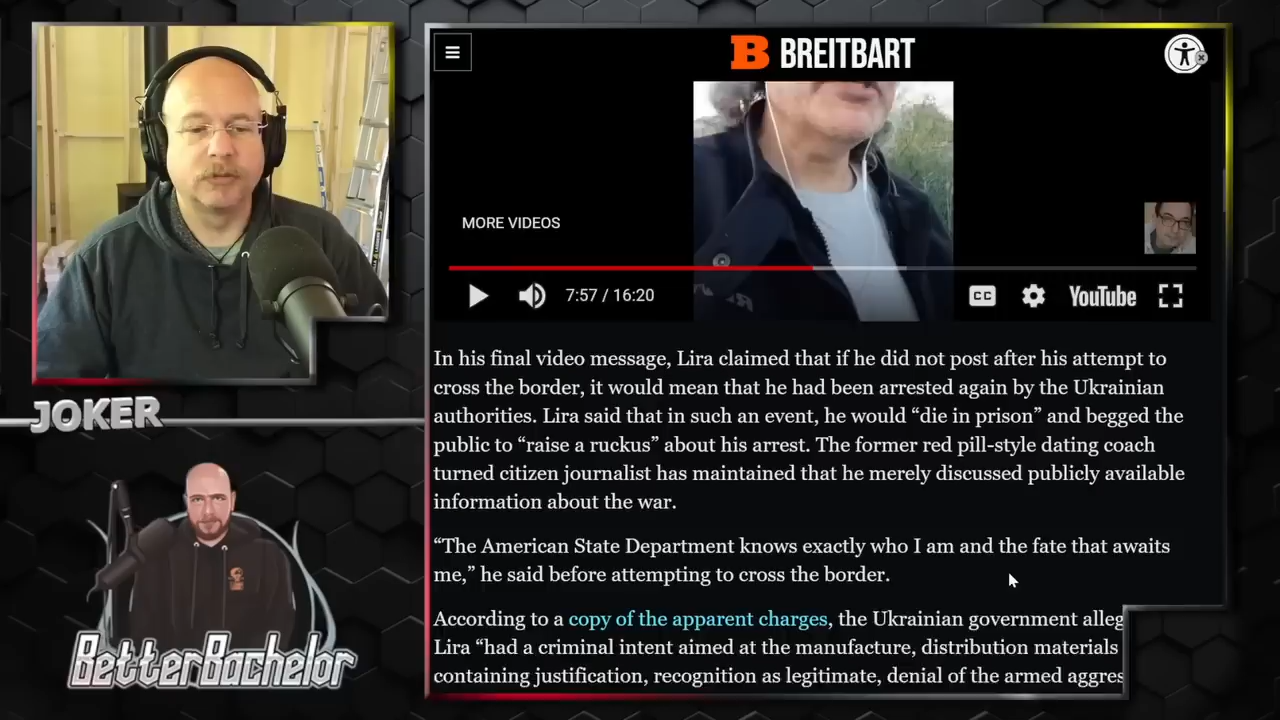 BREITBART
MORE VIDEOS
7:57 / 16:20
CC
YouTube
In his final video message, Lira claimed that if he did not post after his attempt to
cross the border, it would mean that he had been arrested again by the Ukrainian
authorities. Lira said that in such an event, he would “die in prison” and begged the
public to “raise a ruckus” about his arrest. The former red pill-style dating coach
turned citizen journalist has maintained that he merely discussed publicly available
information about the war.
“The American State Department knows exactly who I am and the fate that awaits
me,” he said before attempting to cross the border.
According to a copy of the apparent charges, the Ukrainian government alleg
Lira “had a criminal intent aimed at the manufacture, distribution materials
containing justification, recognition as legitimate, denial of the armed aggres
JOKER
BetterBachelor